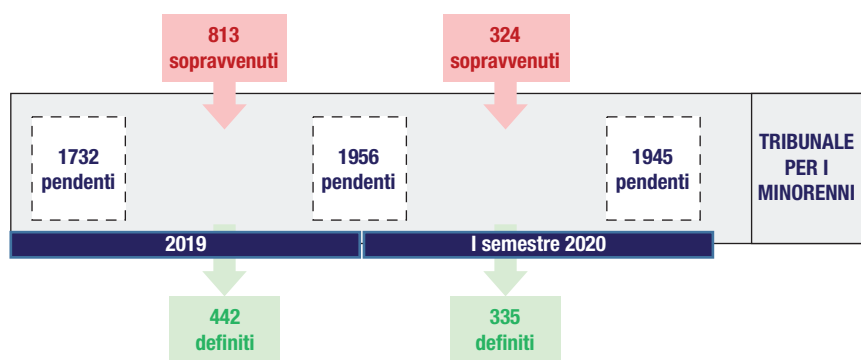 813
sopravvenuti
324
sopravvenuti
1732
pendenti
1956
pendenti
1945
pendenti
TRIBUNALE
PER I
MINORENNI
2019
I semestre 2020
442
definiti
335
definiti